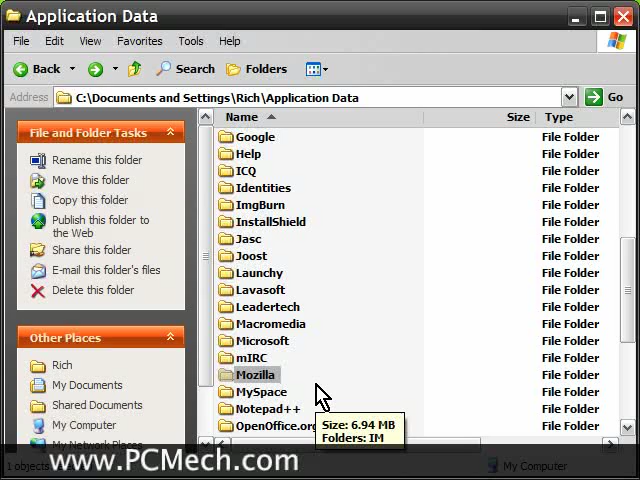 Application Data
File Edit View Favorites Tools Help
Back Search Folders
Address C:\Documents and Settings\Rich\Application Data Go
File and Folder Tasks
Rename this folder
Move this folder
Copy this folder
Publish this folder to
the Web
Share this folder
E-mail this folder's files
Delete this folder
Other Places
Rich
My Documents
Shared Documents
My Computer
My Network Places
Name Size Type
Google File Folder
Help File Folder
ICQ File Folder
Identities File Folder
ImgBurn File Folder
InstallShield File Folder
Jasc File Folder
Joost File Folder
Launchy File Folder
Lavasoft File Folder
Leadertech File Folder
Macromedia File Folder
Microsoft File Folder
mIRC File Folder
Mozilla File Folder
MySpace File Folder
Notepad++ File Folder
OpenOffice.org File Folder
Size: 6.94 MB
Folders: IM
www.PCMech.com
My Computer